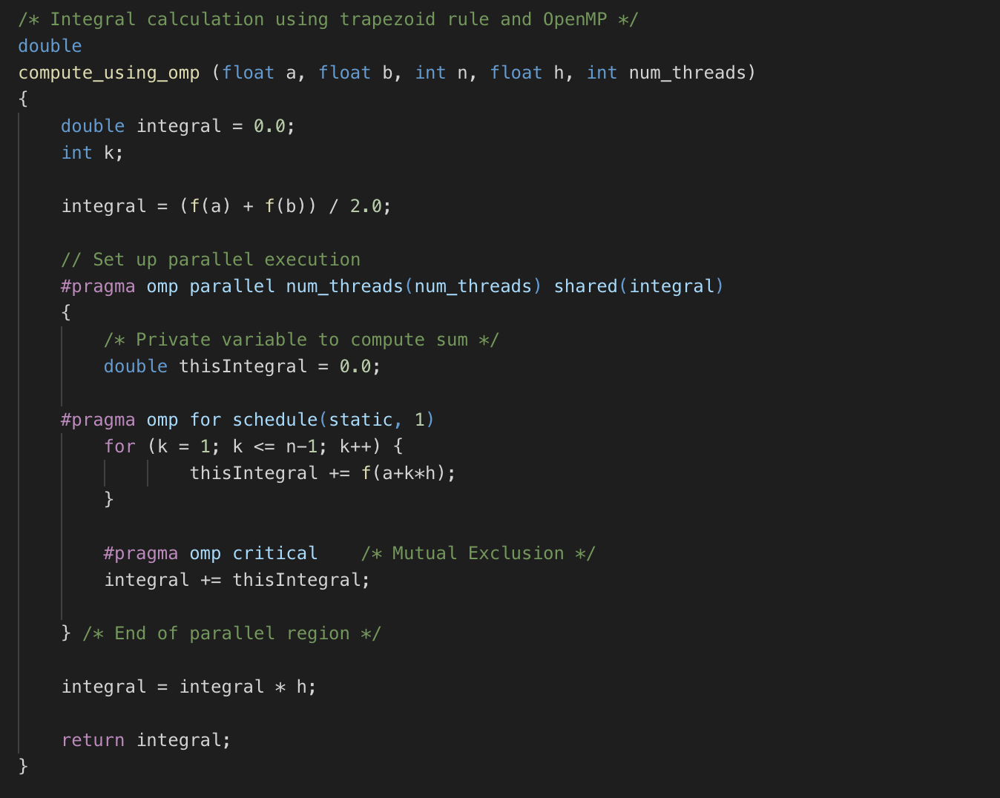 /* Integral calculation using trapezoid rule and OpenMP */
double
compute_using_omp (float a, float b, int n, float h, int num_threads)
{
    double integral = 0.0;
    int k;

    integral = (f(a) + f(b)) / 2.0;

    // Set up parallel execution
    #pragma omp parallel num_threads(num_threads) shared(integral)
    {
        /* Private variable to compute sum */
        double thisIntegral = 0.0;

    #pragma omp for schedule(static, 1)
        for (k = 1; k <= n-1; k++) {
                thisIntegral += f(a+k*h);
        }

        #pragma omp critical    /* Mutual Exclusion */
        integral += thisIntegral;

    } /* End of parallel region */

    integral = integral * h;

    return integral;
}